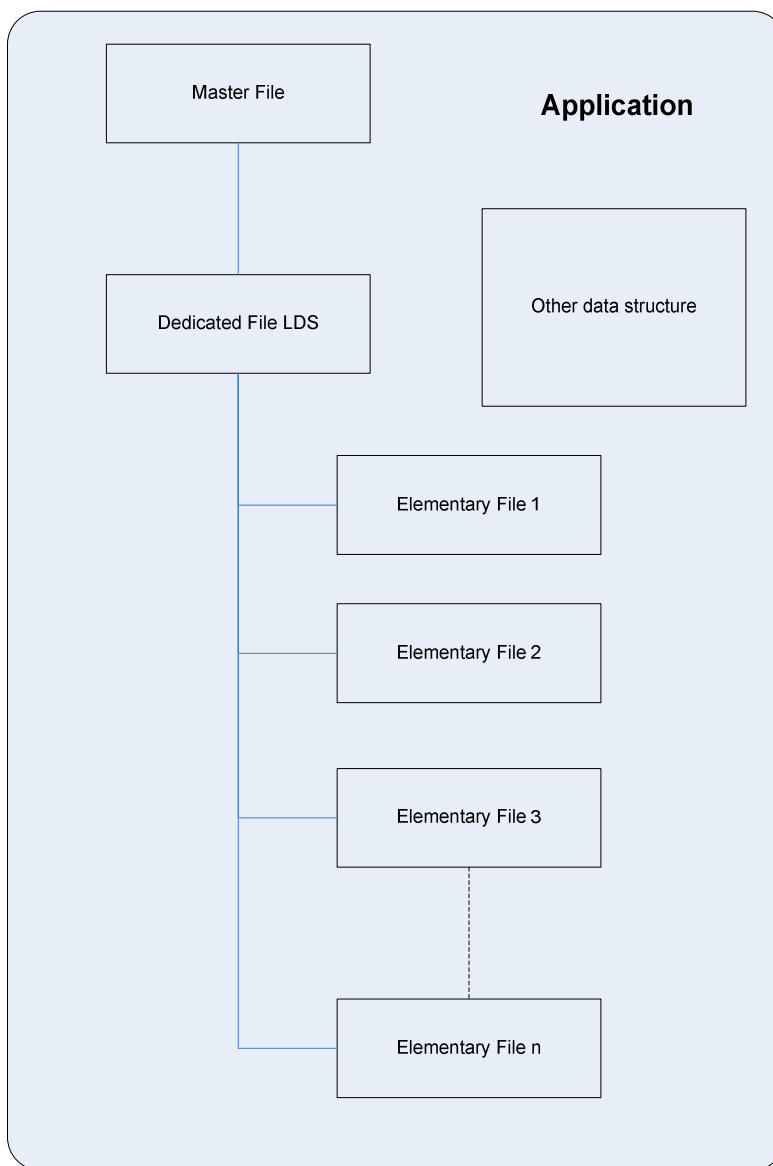 Master File
Application
Dedicated File LDS
Other data structure
Elementary File 1
Elementary File 2
Elementary File 3
Elementary File n